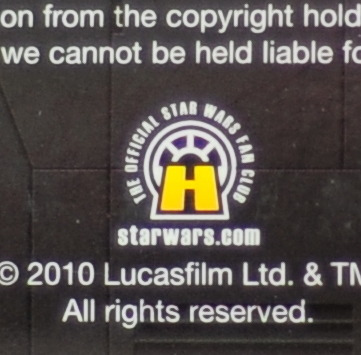 on from the copyright hold
we cannot be held liable fo
THE OFFICIAL STAR WARS FAN CLUB
H
starwars.com
© 2010 Lucasfilm Ltd. & TM
All rights reserved.